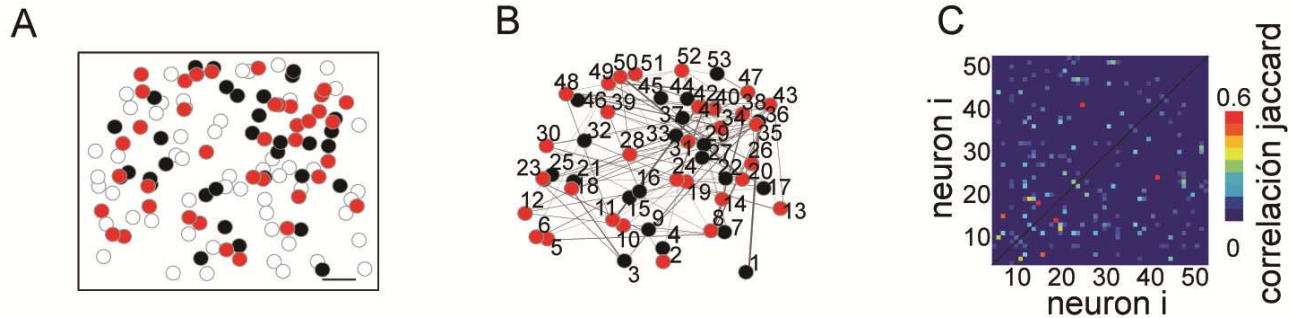 A
B
C
50 51 52 53
48 49 45 44 47
46 39 42 40 38 43
37 41 34 36
30 32 33 29 35
28 31 27 26
23 25 21 24 22 20
18 16 19 17
12 11 15 14 13
6 5 10 9 8 7
4
3 2 1
50
40
30
20
10
neuron i
10 20 30 40 50
neuron i
0.6
0
correlación jaccard